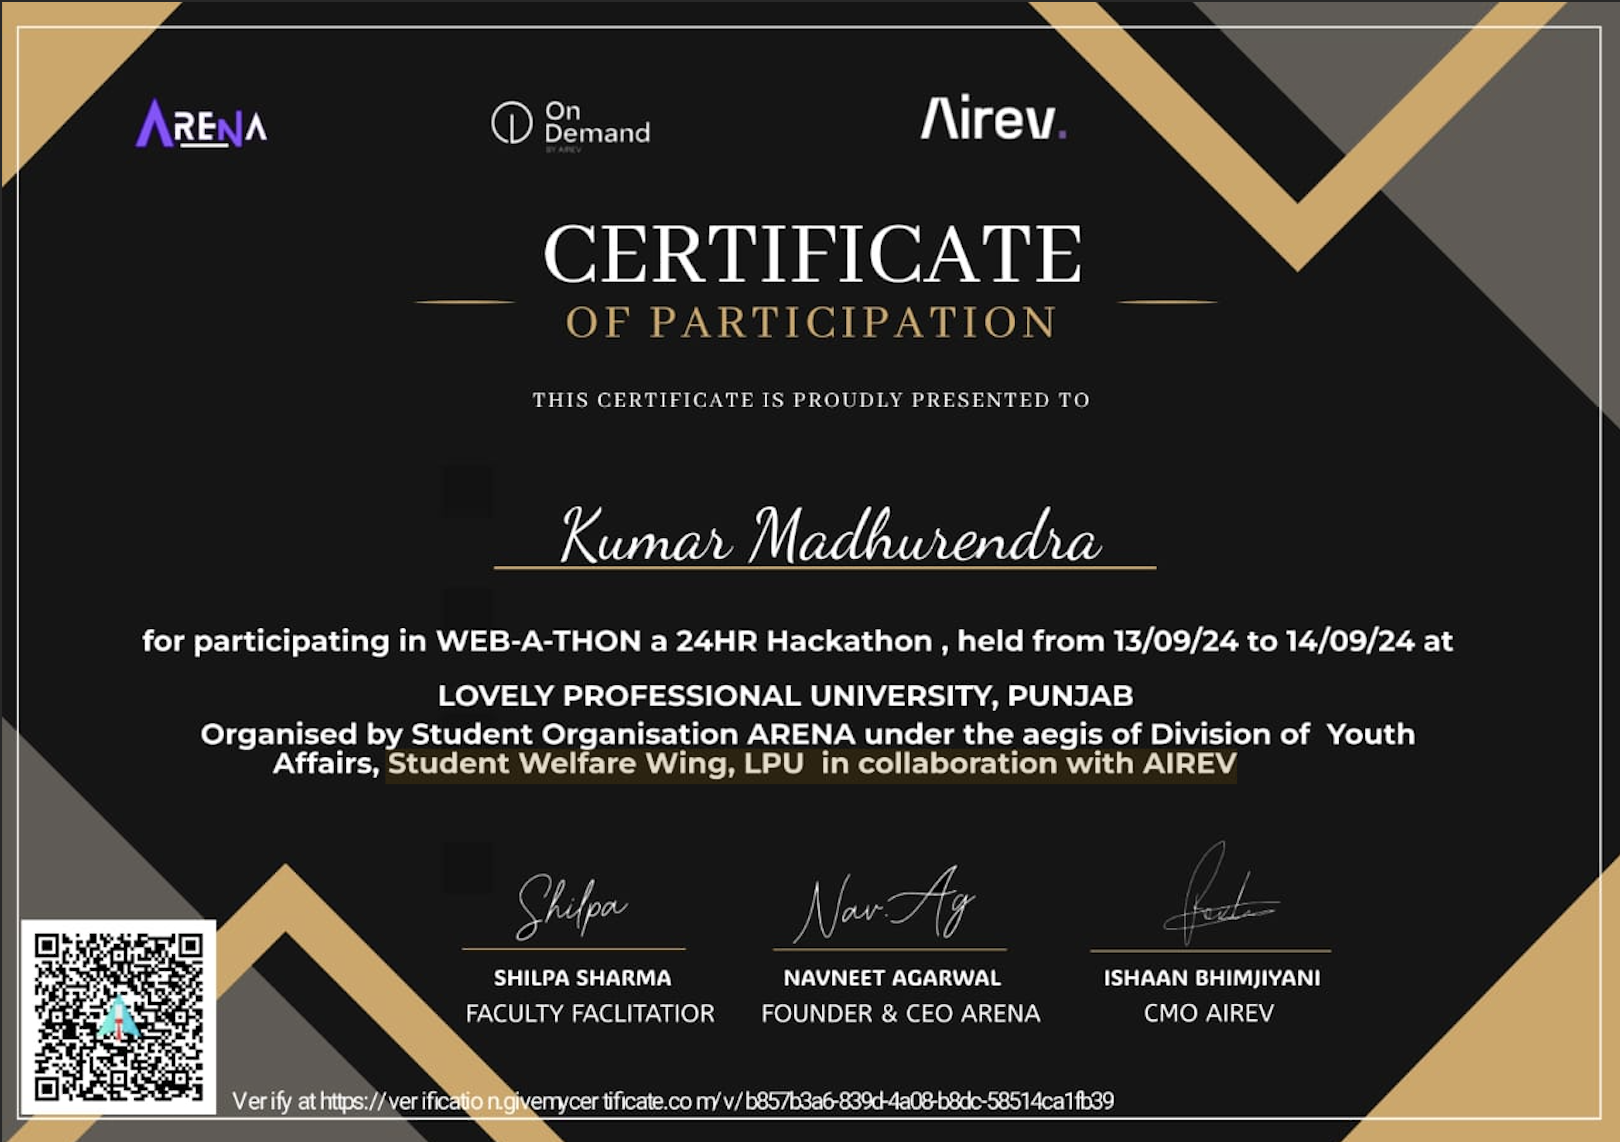 ARENA
On
Demand
BY AIREV
Airev.
CERTIFICATE
OF PARTICIPATION
THIS CERTIFICATE IS PROUDLY PRESENTED TO
Kumar Madhurendra
for participating in WEB-A-THON a 24HR Hackathon , held from 13/09/24 to 14/09/24 at
LOVELY PROFESSIONAL UNIVERSITY, PUNJAB
Organised by Student Organisation ARENA under the aegis of Division of Youth
Affairs, Student Welfare Wing, LPU in collaboration with AIREV
Shilpa
Nav. Ag
SHILPA SHARMA
FACULTY FACLITATIOR
NAVNEET AGARWAL
FOUNDER & CEO ARENA
ISHAAN BHIMJIYANI
CMO AIREV
Verify at https://verification.givemycertificate.com/v/b857b3a6-839d-4a08-b8dc-58514ca1fb39